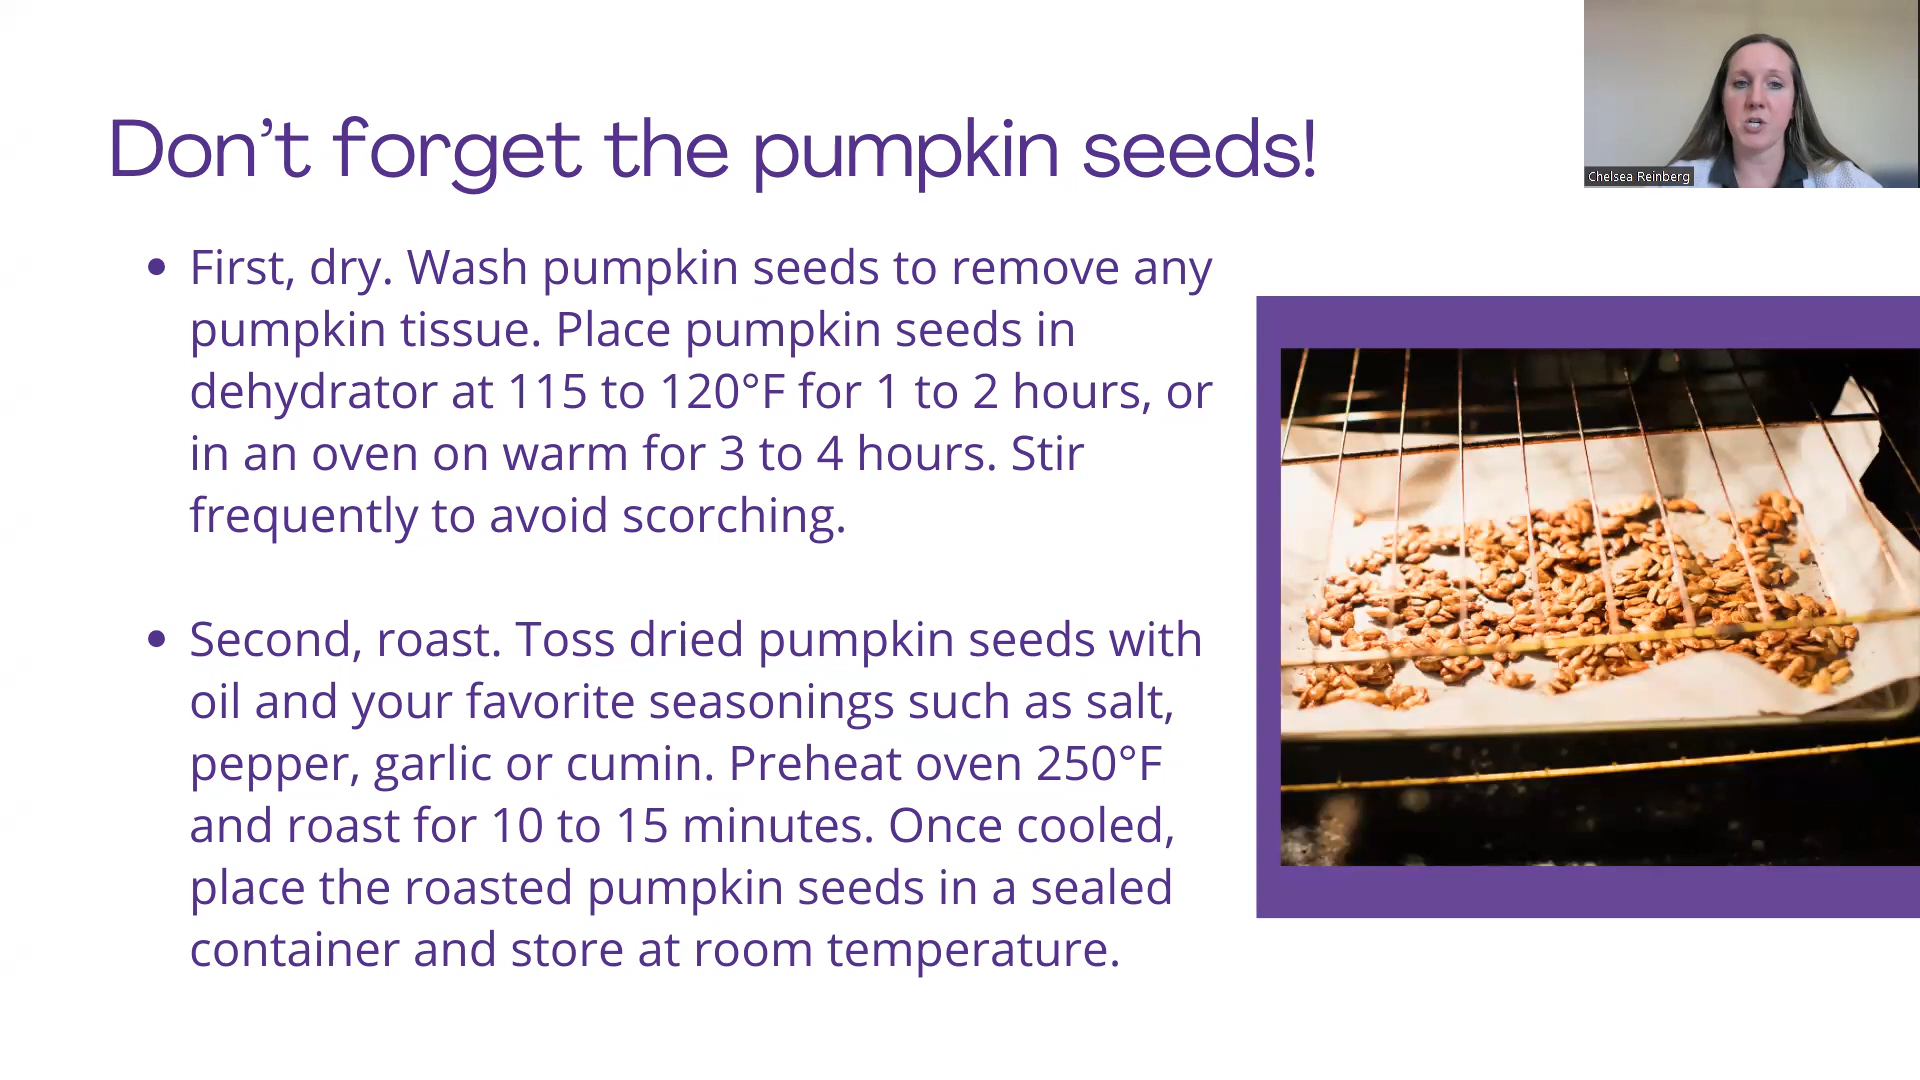 Don't forget the pumpkin seeds!
Chelsea Reinberg
• First, dry. Wash pumpkin seeds to remove any
pumpkin tissue. Place pumpkin seeds in
dehydrator at 115 to 120°F for 1 to 2 hours, or
in an oven on warm for 3 to 4 hours. Stir
frequently to avoid scorching.
• Second, roast. Toss dried pumpkin seeds with
oil and your favorite seasonings such as salt,
pepper, garlic or cumin. Preheat oven 250°F
and roast for 10 to 15 minutes. Once cooled,
place the roasted pumpkin seeds in a sealed
container and store at room temperature.